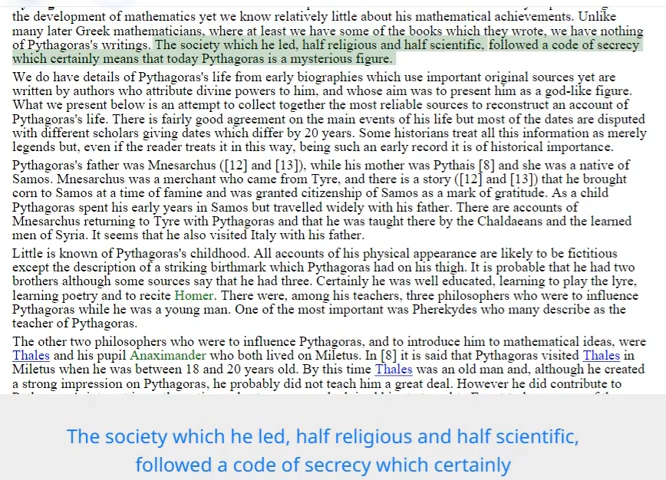 the development of mathematics yet we know relatively little about his mathematical achievements. Unlike
many later Greek mathematicians, where at least we have some of the books which they wrote, we have nothing
of Pythagoras's writings. The society which he led, half religious and half scientific, followed a code of secrecy
which certainly means that today Pythagoras is a mysterious figure.
We do have details of Pythagoras's life from early biographies which use important original sources yet are
written by authors who attribute divine powers to him, and whose aim was to present him as a god-like figure.
What we present below is an attempt to collect together the most reliable sources to reconstruct an account of
Pythagoras's life. There is fairly good agreement on the main events of his life but most of the dates are disputed
with different scholars giving dates which differ by 20 years. Some historians treat all this information as merely
legends but, even if the reader treats it in this way, being such an early record it is of historical importance.
Pythagoras's father was Mnesarchus ([12] and [13]), while his mother was Pythais [8] and she was a native of
Samos. Mnesarchus was a merchant who came from Tyre, and there is a story ([12] and [13]) that he brought
corn to Samos at a time of famine and was granted citizenship of Samos as a mark of gratitude. As a child
Pythagoras spent his early years in Samos but travelled widely with his father. There are accounts of
Mnesarchus returning to Tyre with Pythagoras and that he was taught there by the Chaldaeans and the learned
men of Syria. It seems that he also visited Italy with his father.
Little is known of Pythagoras's childhood. All accounts of his physical appearance are likely to be fictitious
except the description of a striking birthmark which Pythagoras had on his thigh. It is probable that he had two
brothers although some sources say that he had three. Certainly he was well educated, learning to play the lyre,
learning poetry and to recite Homer. There were, among his teachers, three philosophers who were to influence
Pythagoras while he was a young man. One of the most important was Pherekydes who many describe as the
teacher of Pythagoras.
The other two philosophers who were to influence Pythagoras, and to introduce him to mathematical ideas, were
Thales and his pupil Anaximander who both lived on Miletus. In [8] it is said that Pythagoras visited Thales in
Miletus when he was between 18 and 20 years old. By this time Thales was an old man and, although he created
a strong impression on Pythagoras, he probably did not teach him a great deal. However he did contribute to
The society which he led, half religious and half scientific,
followed a code of secrecy which certainly